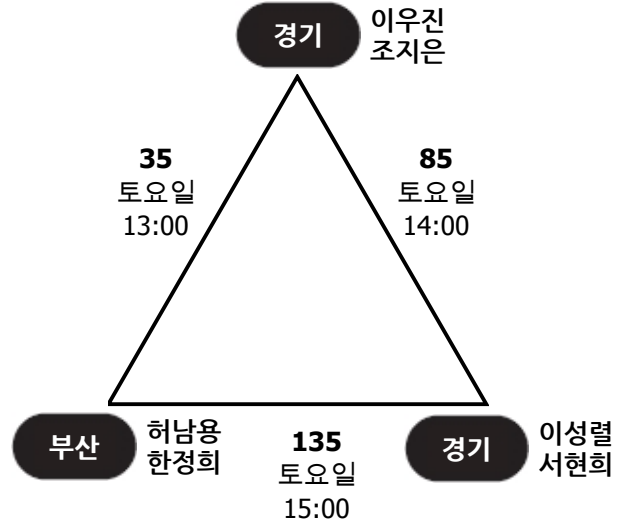 경기
이우진
조지은
35
토요일
13:00
85
토요일
14:00
부산
허남용
한정희
135
토요일
15:00
경기
이성렬
서현희